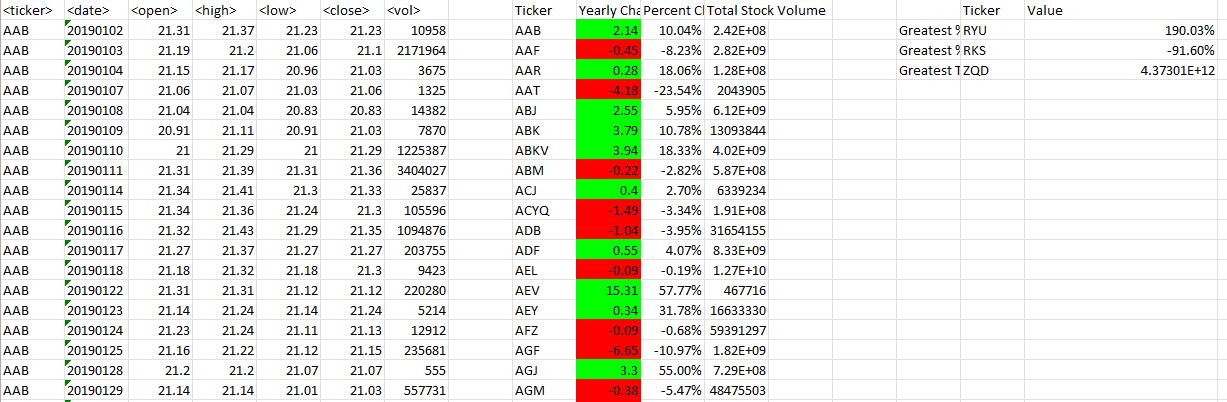 <ticker> <date> <open> <high> <low> <close> <vol> Ticker Yearly Cha Percent Cl Total Stock Volume Ticker Value
AAB 20190102 21.31 21.37 21.23 21.23 10958 AAB 2.14 10.04% 2.42E+08 Greatest % RYU 190.03%
AAB 20190103 21.19 21.2 21.06 21.1 2171964 AAF -0.45 -8.23% 2.82E+09 Greatest % RKS -91.60%
AAB 20190104 21.15 21.17 20.96 21.03 3675 AAR 0.28 18.06% 1.28E+08 Greatest T ZQD 4.37301E+12
AAB 20190107 21.06 21.07 21.03 21.06 1325 AAT -4.18 -23.54% 2043905
AAB 20190108 21.04 21.04 20.83 20.83 14382 ABJ 2.55 5.95% 6.12E+09
AAB 20190109 20.91 21.11 20.91 21.03 7870 ABK 3.79 10.78% 13093844
AAB 20190110 21 21.29 21 21.29 1225387 ABKV 3.94 18.33% 4.02E+09
AAB 20190111 21.31 21.39 21.31 21.36 3404027 ABM -0.22 -2.82% 5.87E+08
AAB 20190114 21.34 21.41 21.3 21.33 25837 ACJ 0.4 2.70% 6339234
AAB 20190115 21.34 21.36 21.24 21.3 105596 ACYQ -1.49 -3.34% 1.91E+08
AAB 20190116 21.32 21.43 21.29 21.35 1094876 ADB -1.04 -3.95% 31654155
AAB 20190117 21.27 21.37 21.27 21.27 203755 ADF 0.55 4.07% 8.33E+09
AAB 20190118 21.18 21.32 21.18 21.3 9423 AEL -0.09 -0.19% 1.27E+10
AAB 20190122 21.31 21.31 21.12 21.12 220280 AEV 15.31 57.77% 467716
AAB 20190123 21.14 21.24 21.14 21.24 5214 AEY 0.34 31.78% 16633330
AAB 20190124 21.23 21.24 21.11 21.13 12912 AFZ -0.09 -0.68% 59391297
AAB 20190125 21.16 21.22 21.12 21.15 235681 AGF -6.65 -10.97% 1.82E+09
AAB 20190128 21.2 21.2 21.07 21.07 555 AGJ 3.3 55.00% 7.29E+08
AAB 20190129 21.14 21.14 21.01 21.03 557731 AGM -0.38 -5.47% 48475503